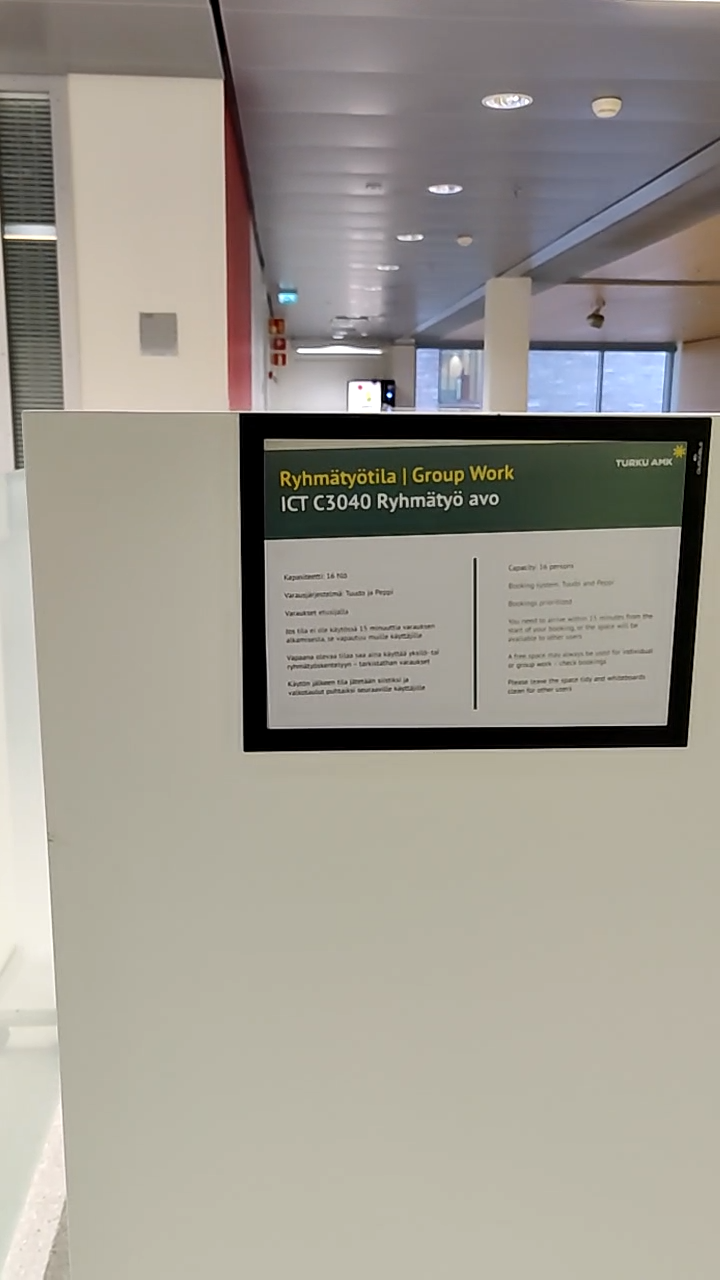 Ryhmätyötila | Group Work
ICT C3040 Ryhmätyö avo
TURKU AMK
Kapasiteetti: 16 hlö
Varausjärjestelmä: Tuudo ja Peppi
Varaukset etusijalla
Jos tila ei ole käytössä 15 minuuttia varauksen
alkamisesta, se vapautuu muille käyttäjille
Vapaana olevaa tilaa saa aina käyttää yksilö- tai
ryhmätyöskentelyyn – tarkistathan varaukset
Käytön jälkeen tila jätetään siistiksi ja
valkotaulut puhtaiksi seuraaville käyttäjille
Capacity: 16 persons
Booking system: Tuudo and Peppi
Bookings prioritized
You need to arrive within 15 minutes from the
start of your booking, or the space will be
available to other users
A free space may always be used for individual
or group work – check bookings
Please leave the space tidy and whiteboards
clean for other users